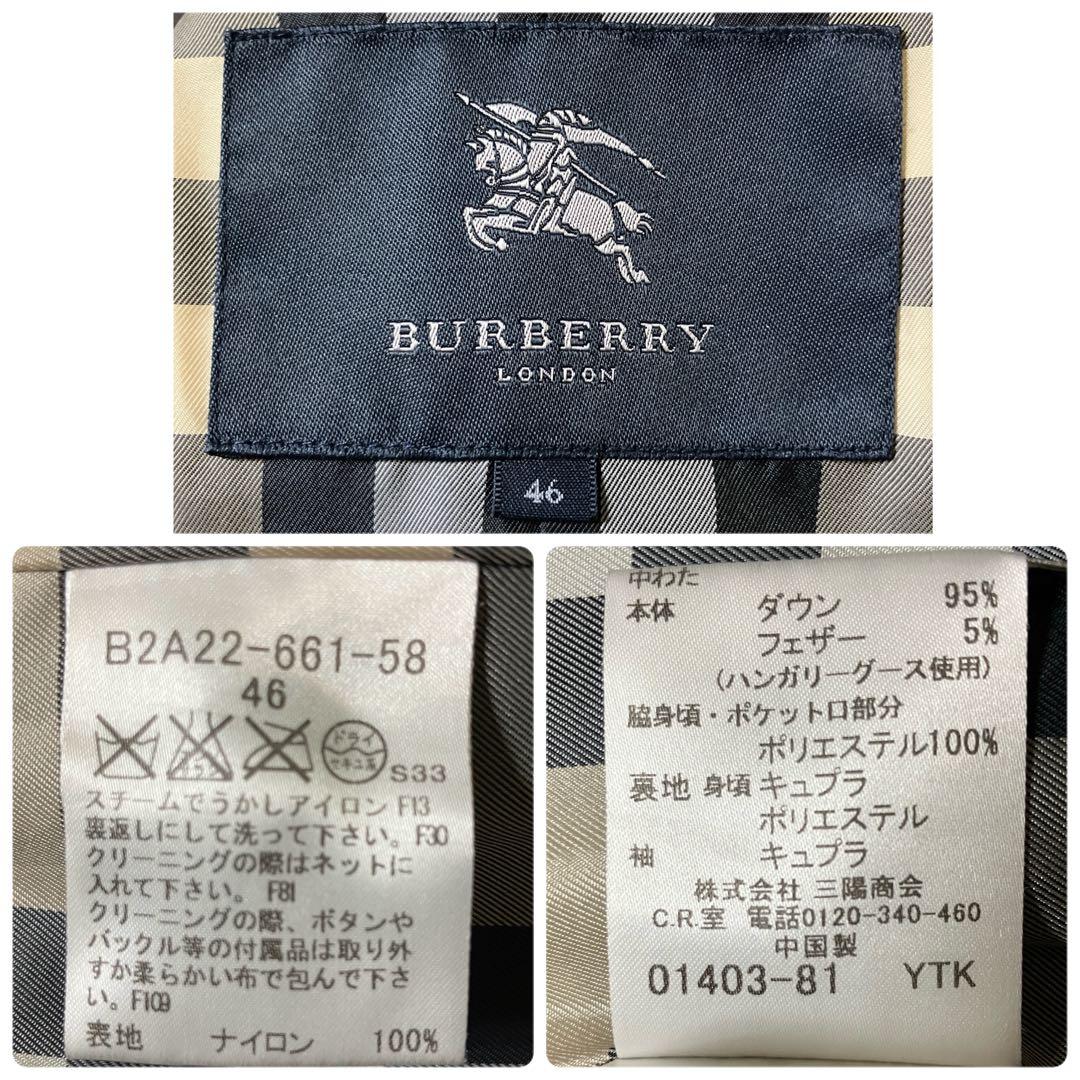 BURBERRY
LONDON
46
B2A22-661-58
46
ドライ
セキユ系
S33
スチームでうかしアイロン F13
裏返しにして洗って下さい。F30
クリーニングの際はネットに
入れて下さい。 F81
クリーニングの際、ボタンや
バックル等の付属品は取り外
すか柔らかい布で包んで下さ
い。F109
表地 ナイロン 100%
中わた
本体 ダウン 95%
フェザー 5%
(ハンガリーグース使用)
脇身頃・ポケット口部分
ポリエステル100%
裏地 身頃 キュプラ
ポリエステル
袖 キュプラ
株式会社 三陽商会
C.R.室 電話0120-340-460
中国製
01403-81 YTK